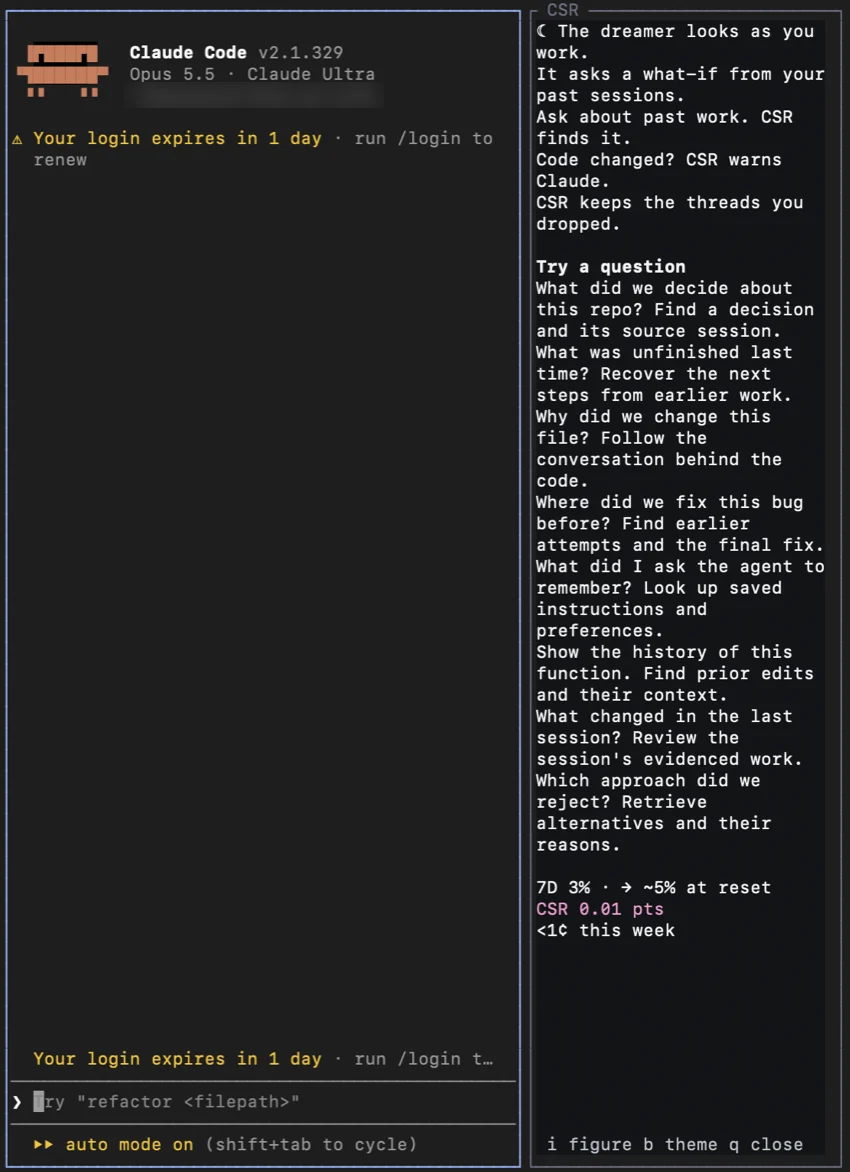 Claude Code v2.1.329
Opus 5.5 · Claude Ultra
⚠ Your login expires in 1 day · run /login to
renew
Your login expires in 1 day · run /login t…
❯ Try "refactor <filepath>"
▸▸ auto mode on (shift+tab to cycle)
CSR
☾ The dreamer looks as you
work.
It asks a what-if from your
past sessions.
Ask about past work. CSR
finds it.
Code changed? CSR warns
Claude.
CSR keeps the threads you
dropped.
Try a question
What did we decide about
this repo? Find a decision
and its source session.
What was unfinished last
time? Recover the next
steps from earlier work.
Why did we change this
file? Follow the
conversation behind the
code.
Where did we fix this bug
before? Find earlier
attempts and the final fix.
What did I ask the agent to
remember? Look up saved
instructions and
preferences.
Show the history of this
function. Find prior edits
and their context.
What changed in the last
session? Review the
session's evidenced work.
Which approach did we
reject? Retrieve
alternatives and their
reasons.
7D 3% · → ~5% at reset
CSR 0.01 pts
<1¢ this week
i figure b theme q close